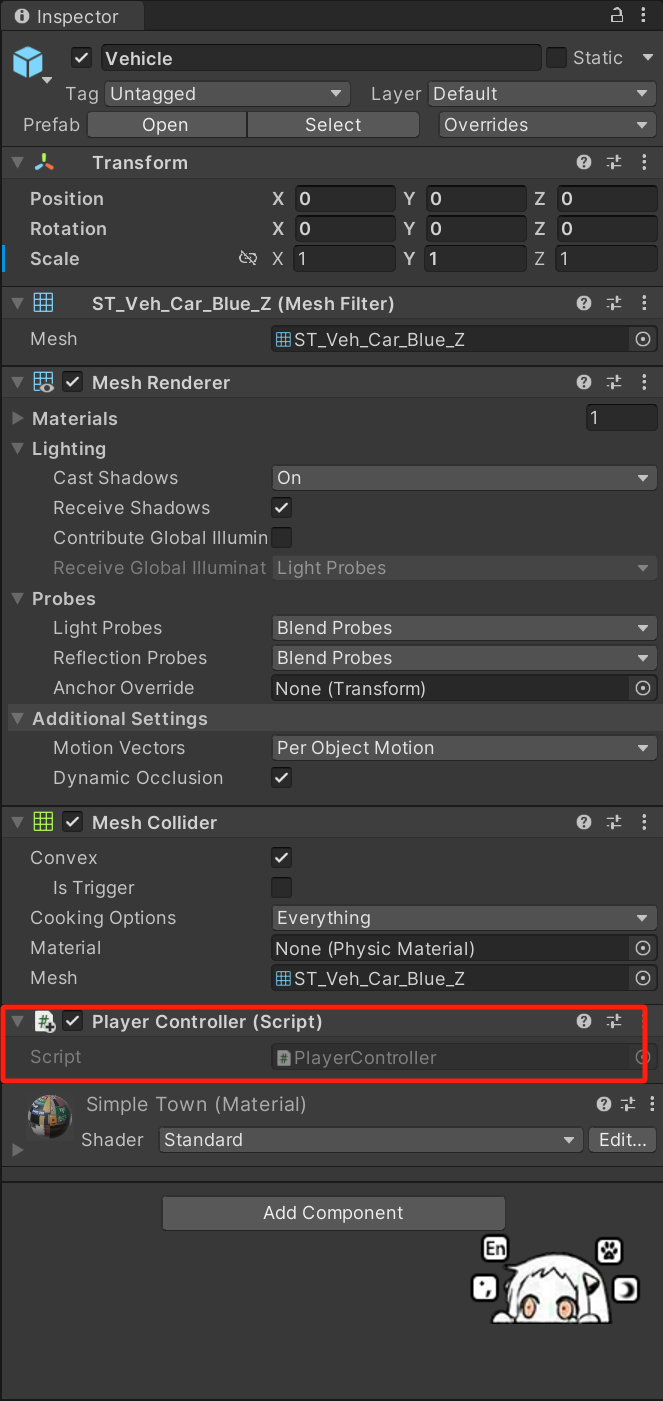 Inspector
Vehicle Static
Tag Untagged Layer Default
Prefab Open Select Overrides
Transform
Position X 0 Y 0 Z 0
Rotation X 0 Y 0 Z 0
Scale X 1 Y 1 Z 1
ST_Veh_Car_Blue_Z (Mesh Filter)
Mesh ST_Veh_Car_Blue_Z
Mesh Renderer
Materials 1
Lighting
Cast Shadows On
Receive Shadows
Contribute Global Illumin
Receive Global Illuminat Light Probes
Probes
Light Probes Blend Probes
Reflection Probes Blend Probes
Anchor Override None (Transform)
Additional Settings
Motion Vectors Per Object Motion
Dynamic Occlusion
Mesh Collider
Convex
Is Trigger
Cooking Options Everything
Material None (Physic Material)
Mesh ST_Veh_Car_Blue_Z
Player Controller (Script)
Script PlayerController
Simple Town (Material)
Shader Standard Edit...
Add Component
En